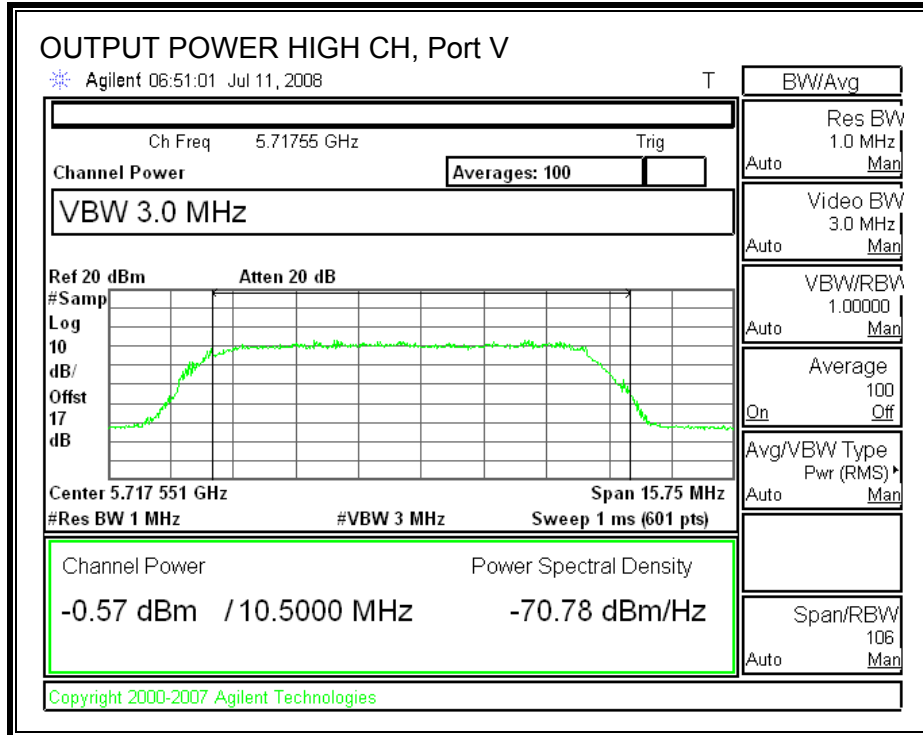 OUTPUT POWER HIGH CH, Port V
Agilent 06:51:01 Jul 11, 2008 T
Ch Freq 5.71755 GHz Trig
Channel Power Averages: 100
VBW 3.0 MHz
Ref 20 dBm Atten 20 dB
#Samp
Log
10
dB/
Offst
17
dB
Center 5.717 551 GHz Span 15.75 MHz
#Res BW 1 MHz #VBW 3 MHz Sweep 1 ms (601 pts)
Channel Power Power Spectral Density
-0.57 dBm /10.5000 MHz -70.78 dBm/Hz
Copyright 2000-2007 Agilent Technologies
BW/Avg
Res BW
1.0 MHz
Auto Man
Video BW
3.0 MHz
Auto Man
VBW/RBW
1.00000
Auto Man
Average
100
On Off
Avg/VBW Type
Pwr (RMS)
Auto Man
Span/RBW
106
Auto Man